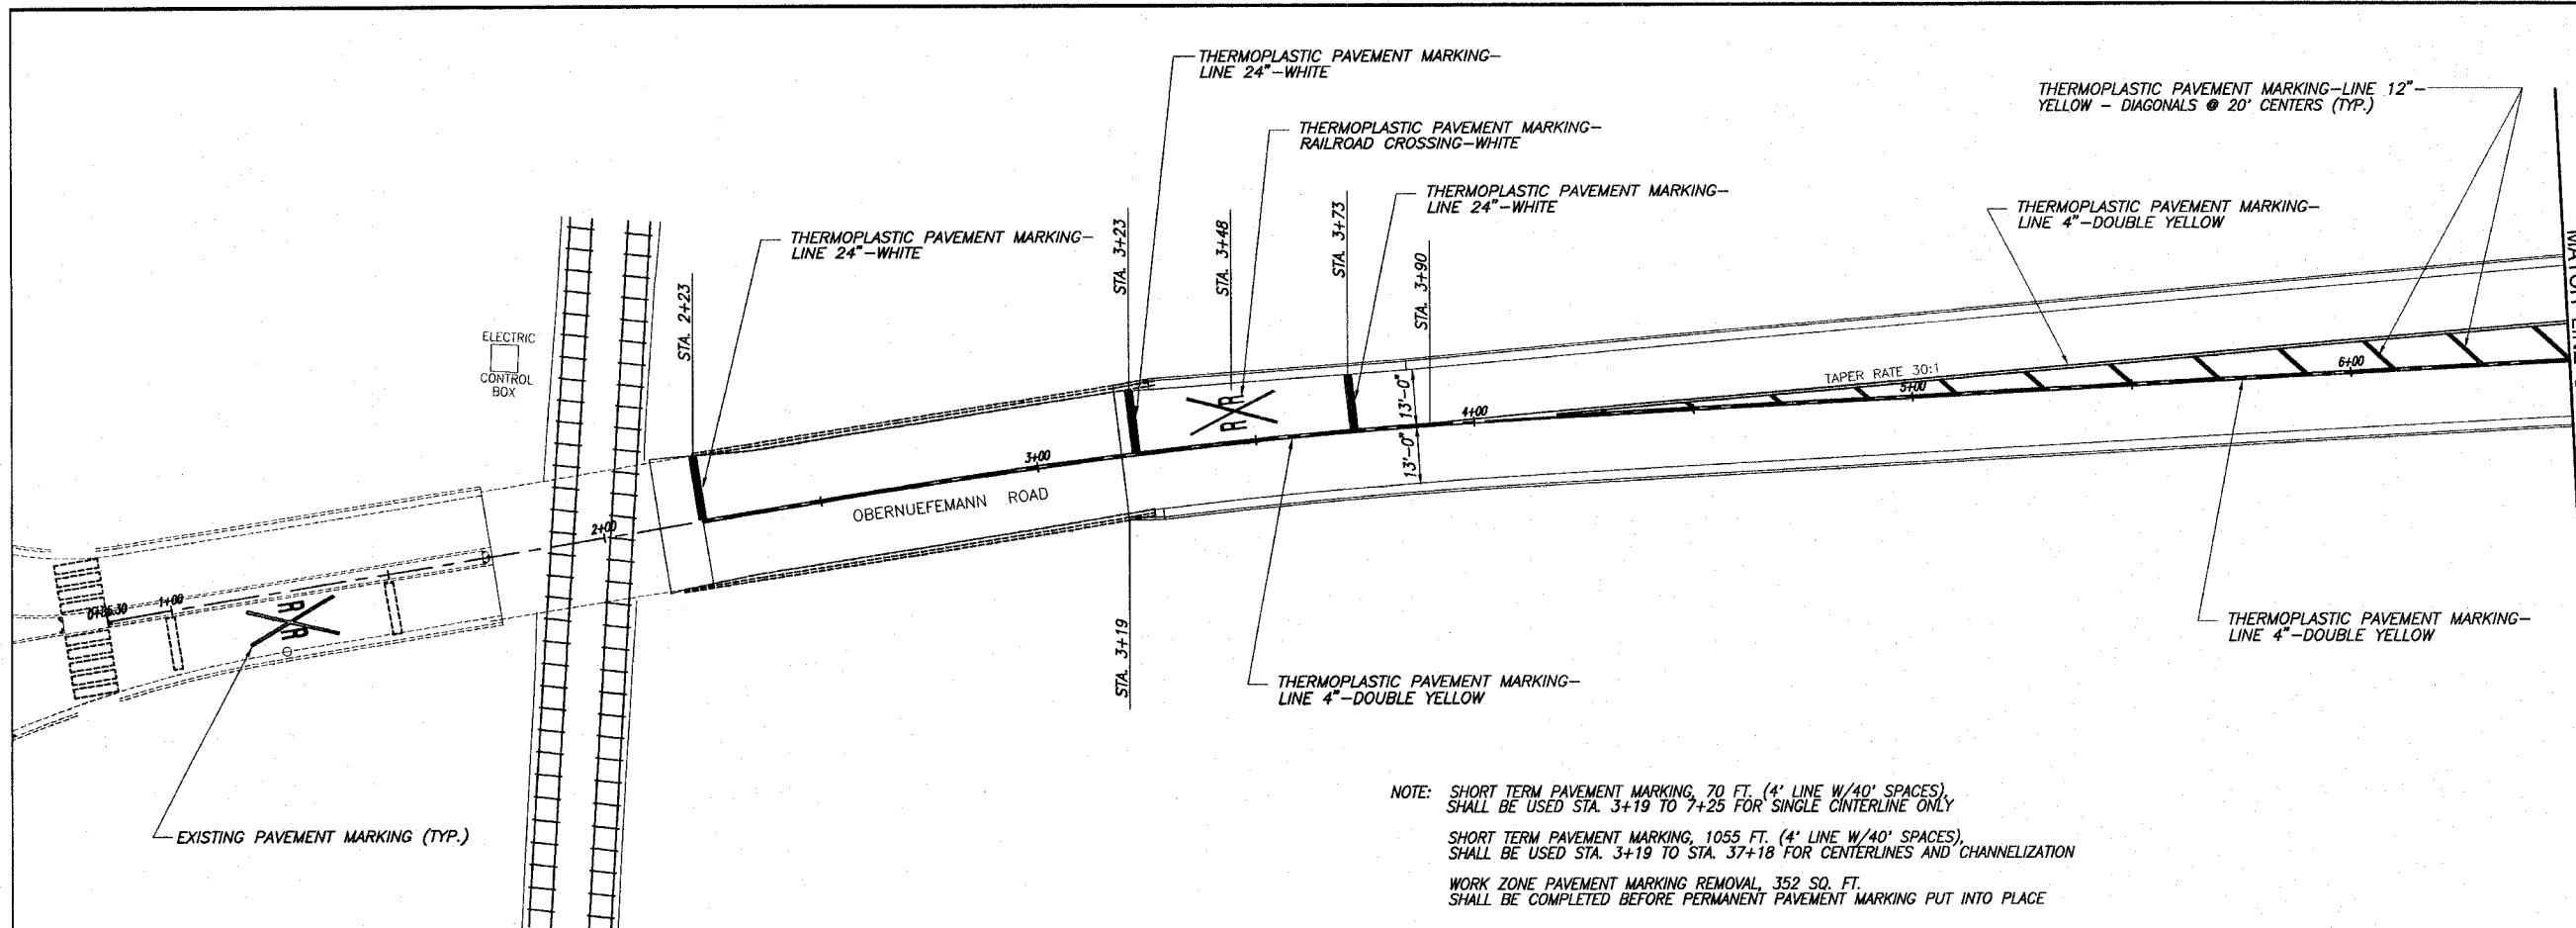 THERMOPLASTIC PAVEMENT MARKING–
LINE 24"–WHITE
THERMOPLASTIC PAVEMENT MARKING–LINE 12"–
YELLOW – DIAGONALS @ 20' CENTERS (TYP.)
THERMOPLASTIC PAVEMENT MARKING–
RAILROAD CROSSING–WHITE
THERMOPLASTIC PAVEMENT MARKING–
LINE 24"–WHITE
THERMOPLASTIC PAVEMENT MARKING–
LINE 4"–DOUBLE YELLOW
THERMOPLASTIC PAVEMENT MARKING–
LINE 24"–WHITE
STA. 2+23
STA. 3+23
STA. 3+48
STA. 3+73
STA. 3+90
ELECTRIC
CONTROL
BOX
TAPER RATE 30:1
13'-0"
13'-0"
R R
1+00
2+00
3+00
4+00
5+00
6+00
OBERNUEFEMANN ROAD
R R
STA. 3+19
THERMOPLASTIC PAVEMENT MARKING–
LINE 4"–DOUBLE YELLOW
THERMOPLASTIC PAVEMENT MARKING–
LINE 4"–DOUBLE YELLOW
EXISTING PAVEMENT MARKING (TYP.)
NOTE: SHORT TERM PAVEMENT MARKING, 70 FT. (4' LINE W/40' SPACES),
SHALL BE USED STA. 3+19 TO 7+25 FOR SINGLE CINTERLINE ONLY
SHORT TERM PAVEMENT MARKING, 1055 FT. (4' LINE W/40' SPACES),
SHALL BE USED STA. 3+19 TO STA. 37+18 FOR CENTERLINES AND CHANNELIZATION
WORK ZONE PAVEMENT MARKING REMOVAL, 352 SQ. FT.
SHALL BE COMPLETED BEFORE PERMANENT PAVEMENT MARKING PUT INTO PLACE